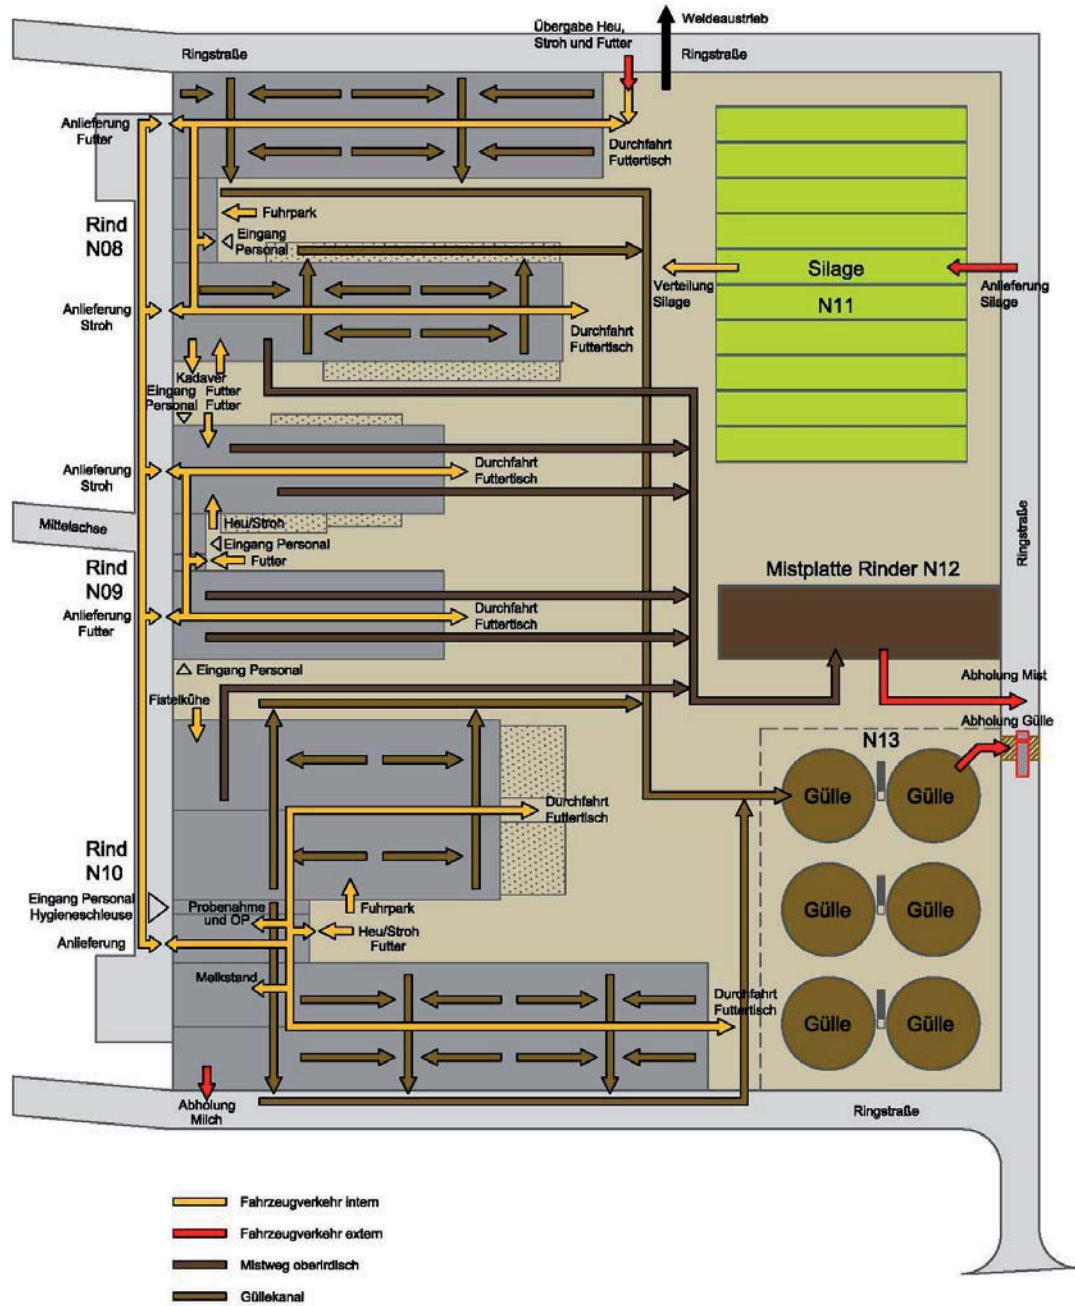 Weideaustrieb
Übergabe Heu,
Stroh und Futter
Ringstraße
Ringstraße
Anlieferung
Futter
Durchfahrt
Futtertisch
Rind
N08
Fuhrpark
Eingang
Personal
Silage
N11
Verteilung
Silage
Anlieferung
Silage
Anlieferung
Stroh
Durchfahrt
Futtertisch
Kadaver
Futter
Eingang
Personal
Futter
Anlieferung
Stroh
Durchfahrt
Futtertisch
Mittelachse
Heu/Stroh
Eingang Personal
Futter
Ringstraße
Rind
N09
Mistplatte Rinder N12
Anlieferung
Futter
Durchfahrt
Futtertisch
Eingang Personal
Fistelkühe
Abholung Mist
Abholung Gülle
N13
Gülle
Gülle
Durchfahrt
Futtertisch
Rind
N10
Eingang Personal
Hygieneschleuse
Probenahme
und OP
Fuhrpark
Gülle
Gülle
Anlieferung
Heu/Stroh
Futter
Melkstand
Durchfahrt
Futtertisch
Gülle
Gülle
Abholung
Milch
Ringstraße
Fahrzeugverkehr intern
Fahrzeugverkehr extern
Mistweg oberirdisch
Güllekanal